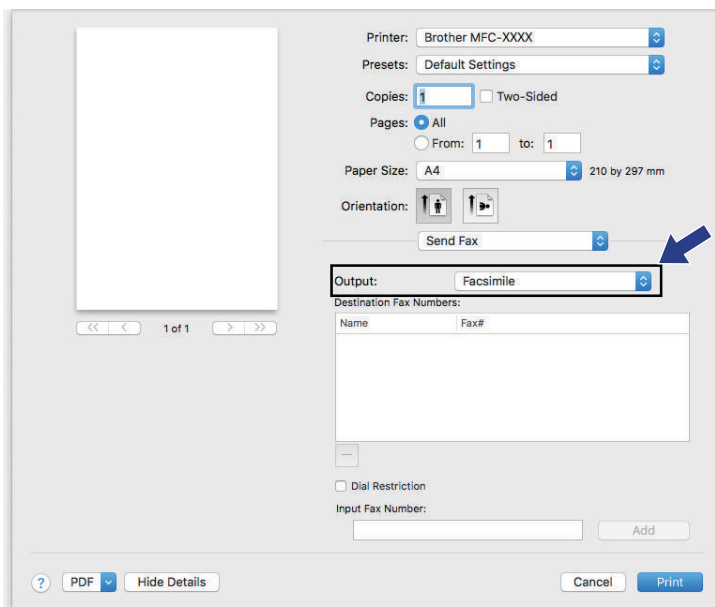 Printer: Brother MFC-XXXX
Presets: Default Settings
Copies: 1 Two-Sided
Pages: All
From: 1 to: 1
Paper Size: A4 210 by 297 mm
Orientation:
Send Fax
Output: Facsimile
Destination Fax Numbers:
Name Fax#
<< < 1 of 1 > >>
Dial Restriction
Input Fax Number:
Add
? PDF Hide Details Cancel Print